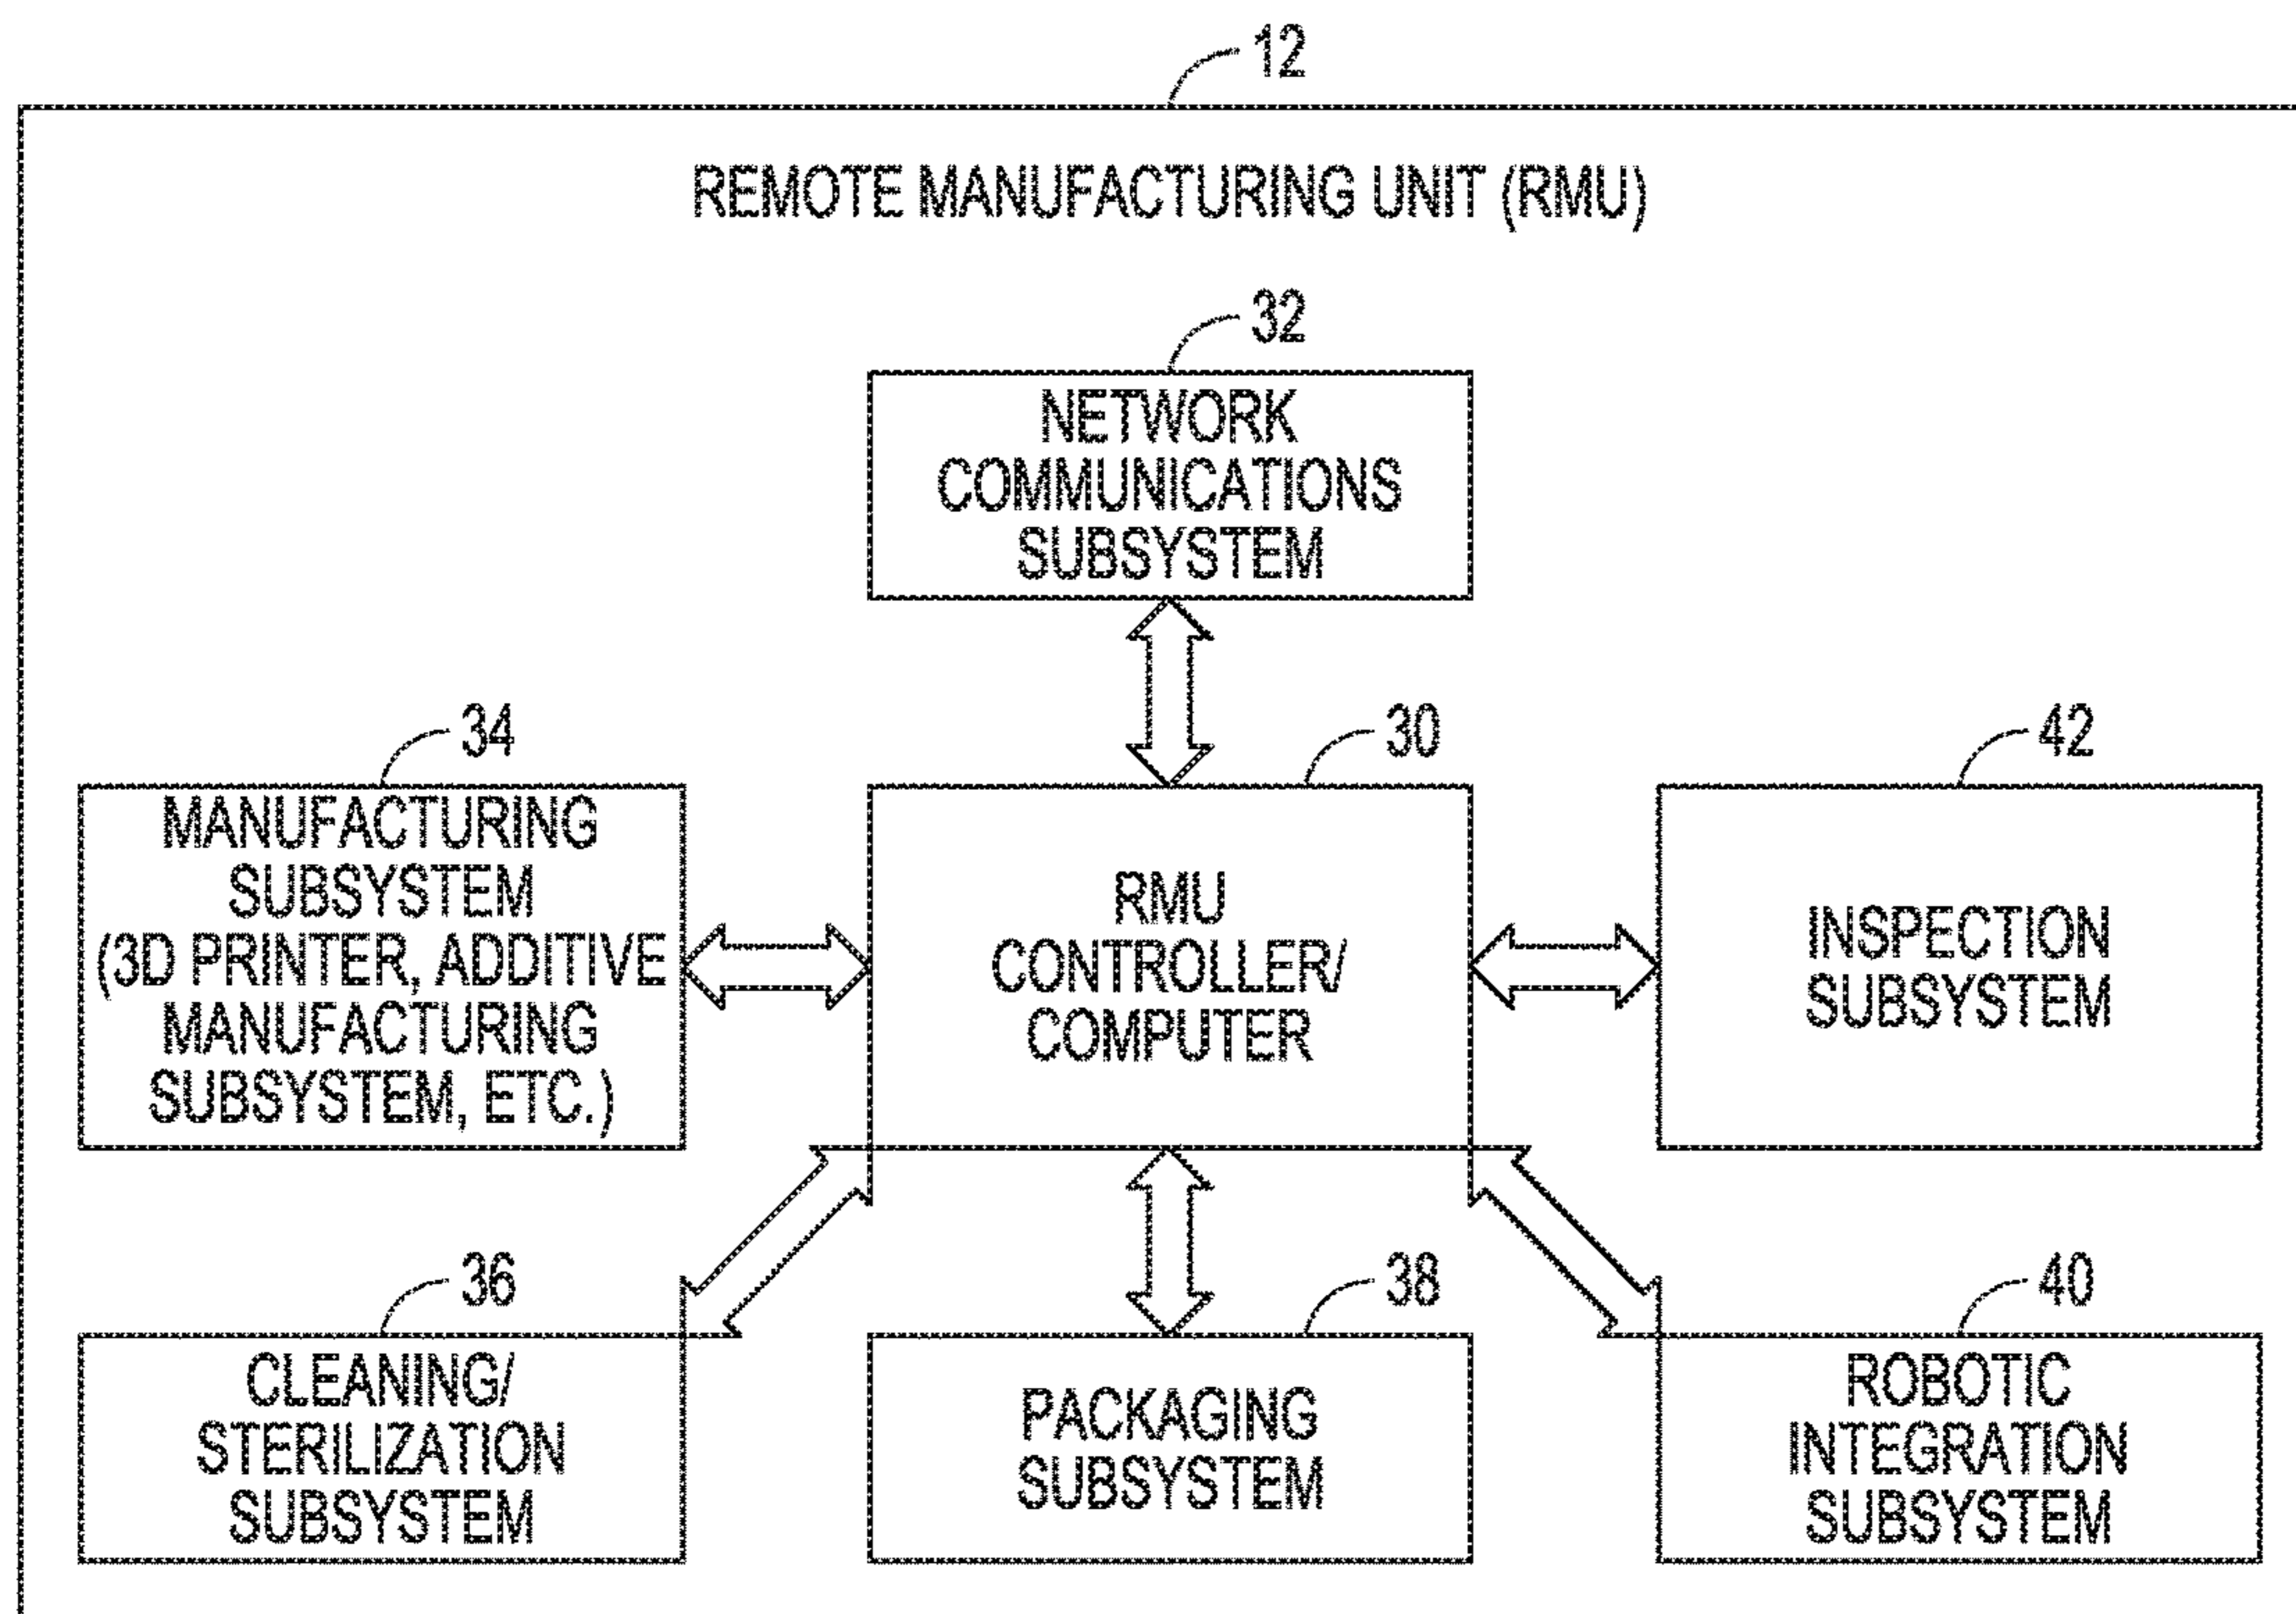 12
REMOTE MANUFACTURING UNIT (RMU)
32
NETWORK
COMMUNICATIONS
SUBSYSTEM
34
MANUFACTURING
SUBSYSTEM
(3D PRINTER, ADDITIVE
MANUFACTURING
SUBSYSTEM, ETC.)
30
RMU
CONTROLLER/
COMPUTER
42
INSPECTION
SUBSYSTEM
36
CLEANING/
STERILIZATION
SUBSYSTEM
38
PACKAGING
SUBSYSTEM
40
ROBOTIC
INTEGRATION
SUBSYSTEM